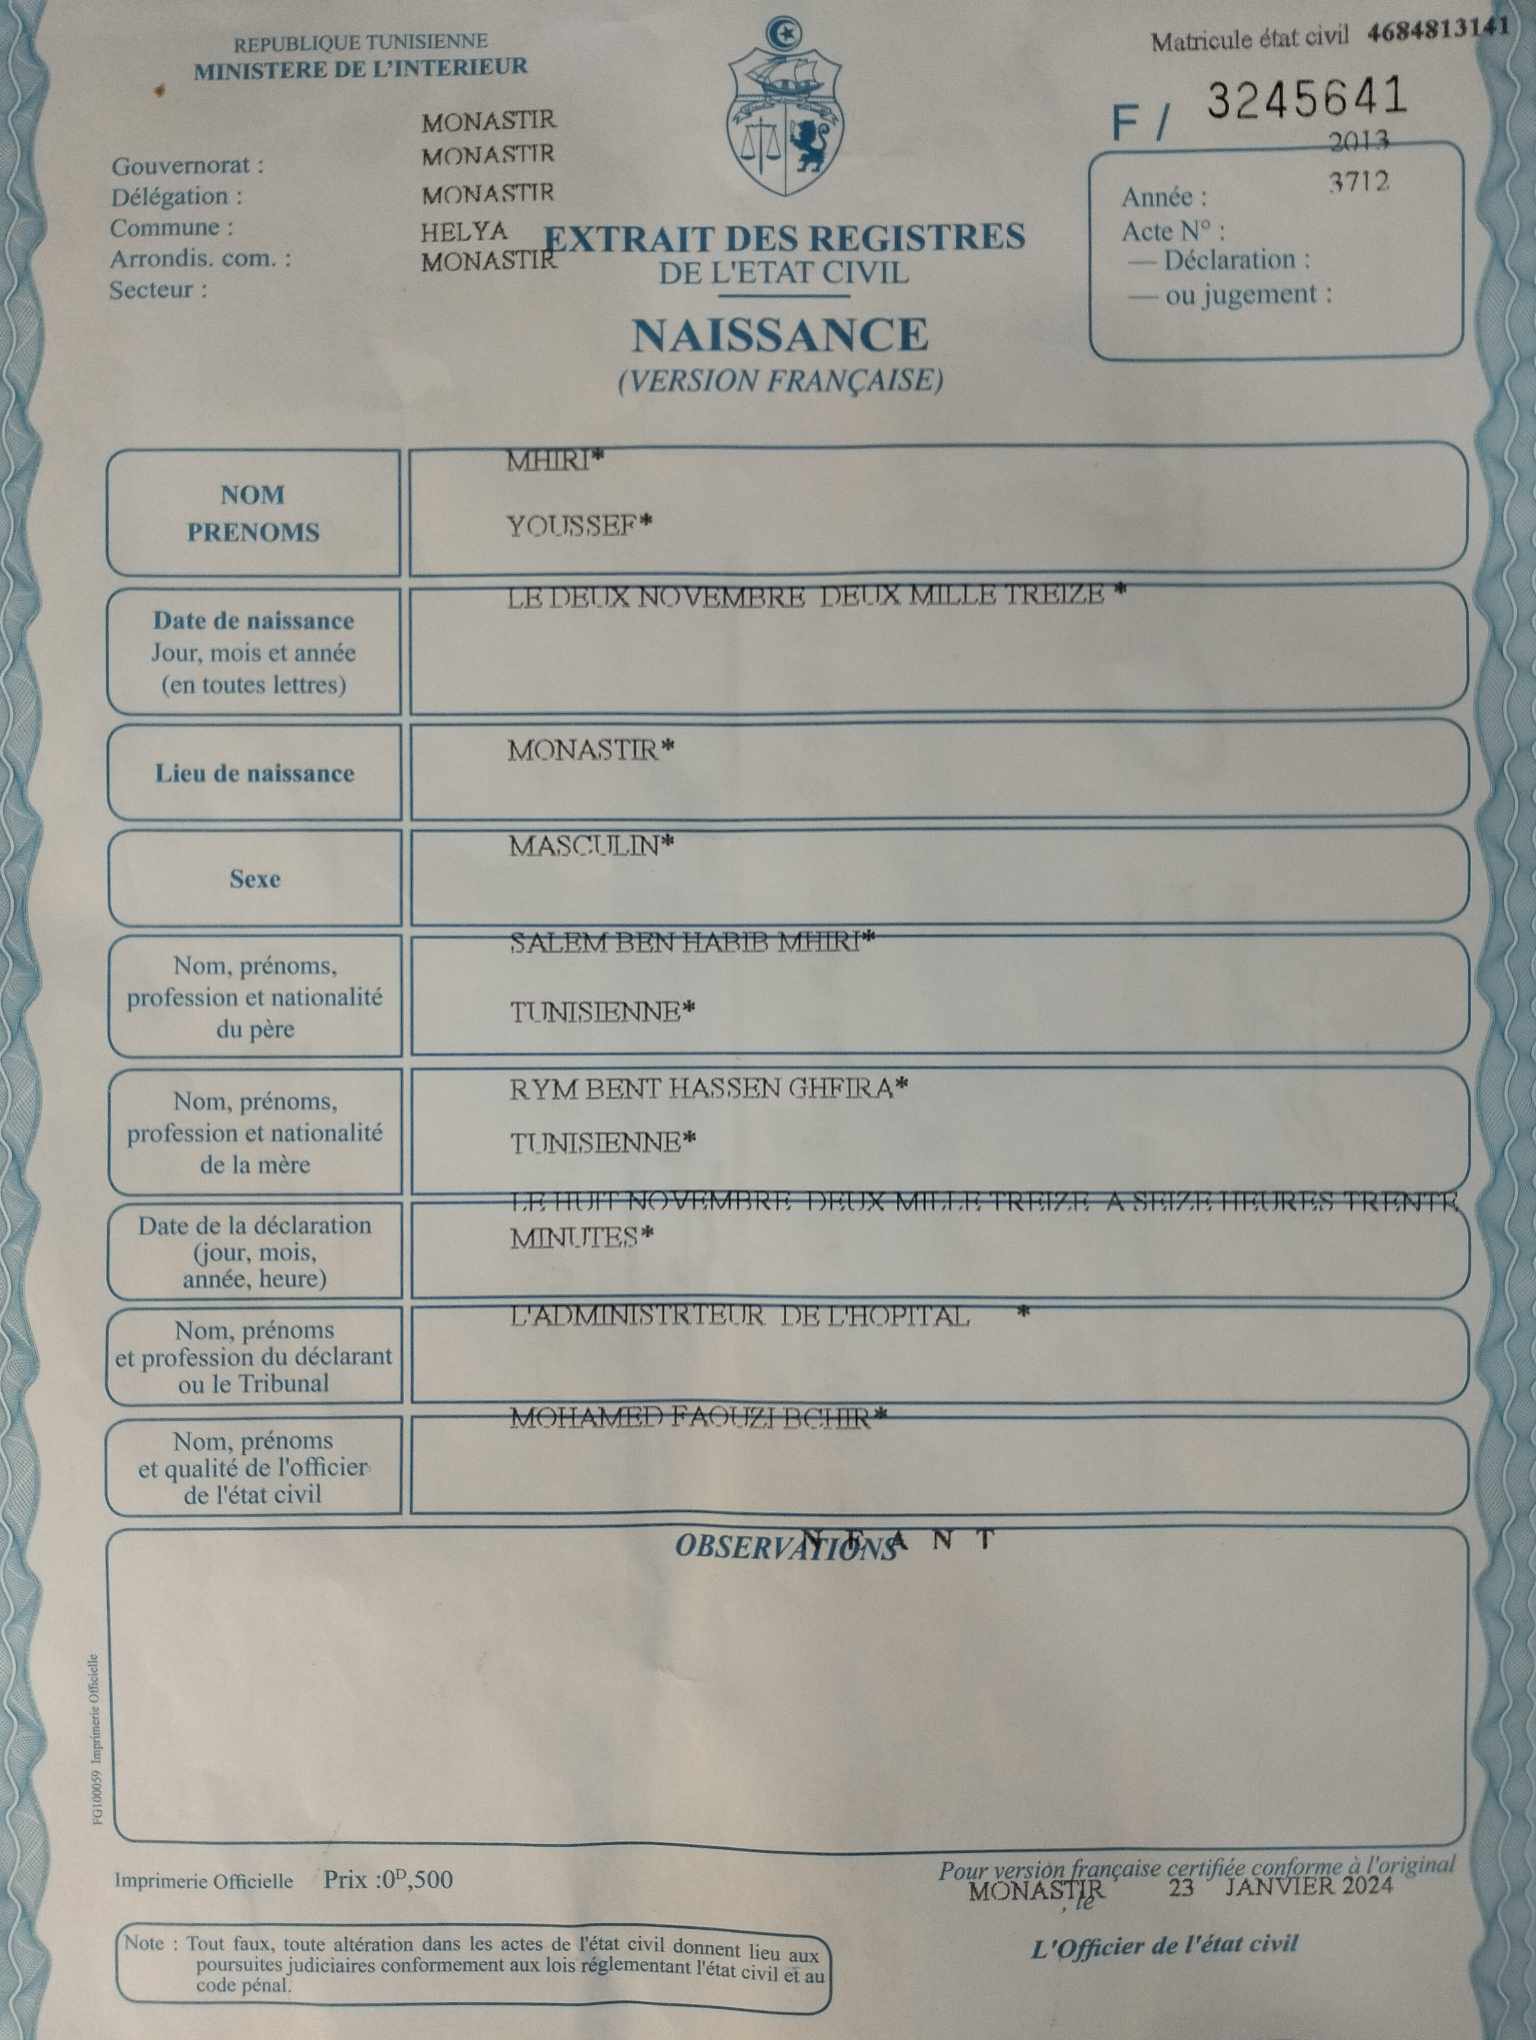 REPUBLIQUE TUNISIENNE
MINISTERE DE L'INTERIEUR
Matricule état civil 4684813141
F / 3245641
Gouvernorat : MONASTIR
Délégation : MONASTIR
Commune : MONASTIR
Arrondis. com. : HELYA
Secteur : MONASTIR
EXTRAIT DES REGISTRES
DE L'ETAT CIVIL
NAISSANCE
(VERSION FRANÇAISE)
Année : 2013
Acte N° : 3712
— Déclaration :
— ou jugement :
NOM
PRENOMS
MHIRI*
YOUSSEF*
Date de naissance
Jour, mois et année
(en toutes lettres)
LE DEUX NOVEMBRE DEUX MILLE TREIZE *
Lieu de naissance
MONASTIR*
Sexe
MASCULIN*
Nom, prénoms,
profession et nationalité
du père
SALEM BEN HABIB MHIRI*
TUNISIENNE*
Nom, prénoms,
profession et nationalité
de la mère
RYM BENT HASSEN GHFIRA*
TUNISIENNE*
Date de la déclaration
(jour, mois,
année, heure)
LE HUIT NOVEMBRE DEUX MILLE TREIZE A SEIZE HEURES TRENTE
MINUTES*
Nom, prénoms
et profession du déclarant
ou le Tribunal
L'ADMINISTRTEUR DE L'HOPITAL *
Nom, prénoms
et qualité de l'officier
de l'état civil
MOHAMED FAOUZI BCHIR*
OBSERVATIONS
N E A N T
FG100059 Imprimerie Officielle
Imprimerie Officielle Prix :0D,500
Pour version française certifiée conforme à l'original
MONASTIR , le 23 JANVIER 2024
L'Officier de l'état civil
Note : Tout faux, toute altération dans les actes de l'état civil donnent lieu aux
poursuites judiciaires conformement aux lois réglementant l'état civil et au
code pénal.